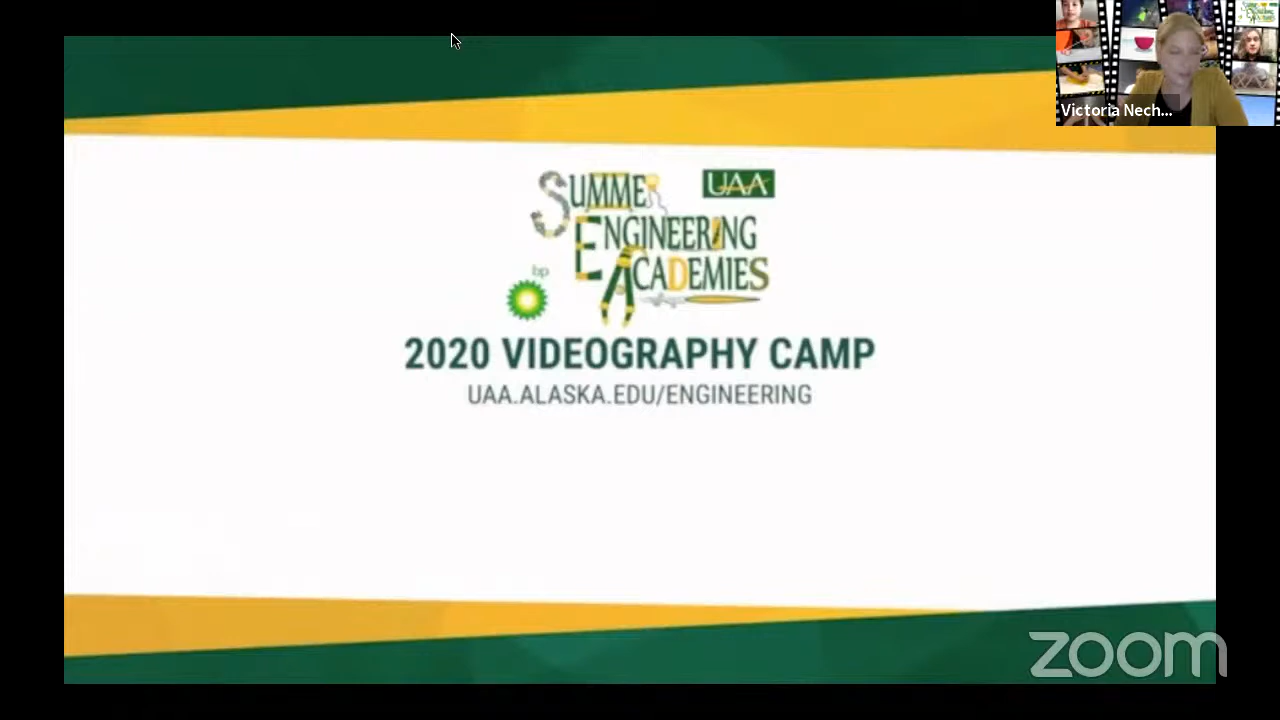 Victoria Nech...
UAA
SUMMER
ENGINEERING
ACADEMIES
bp
2020 VIDEOGRAPHY CAMP
UAA.ALASKA.EDU/ENGINEERING
zoom